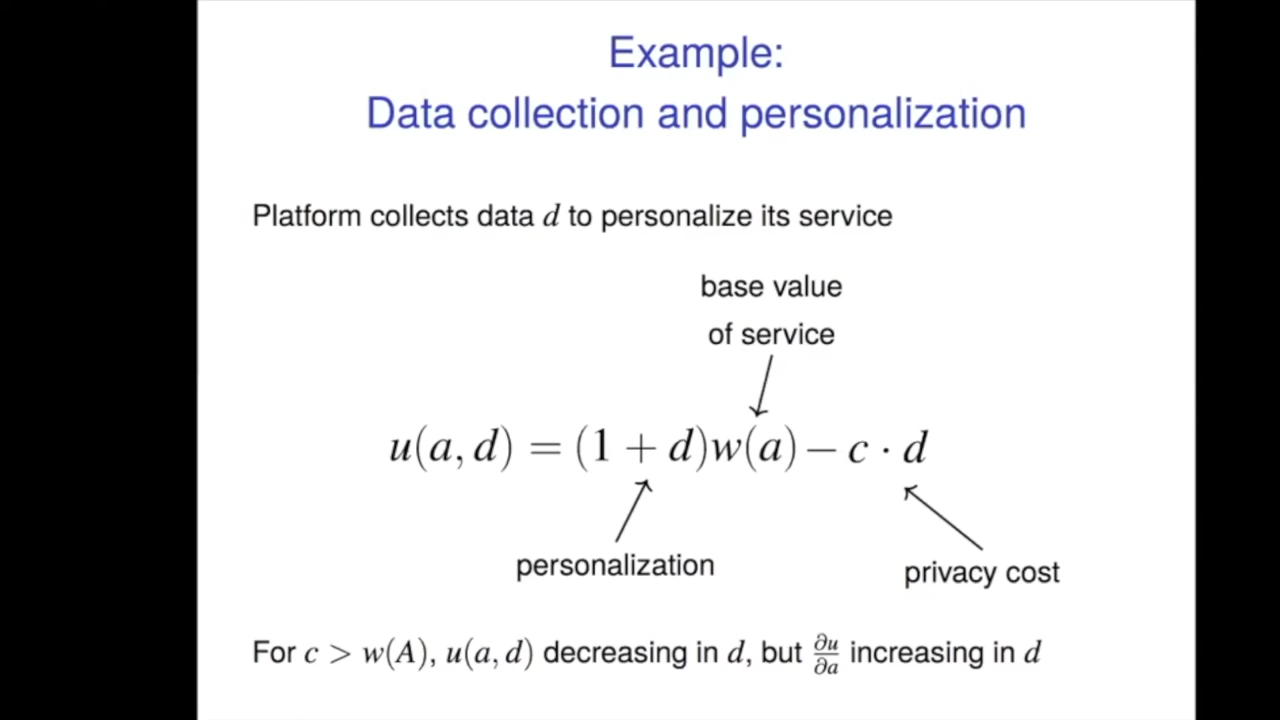 Example:
Data collection and personalization
Platform collects data d to personalize its service
base value
of service
u(a, d) = (1 + d)w(a) − c · d
personalization
privacy cost
For c > w(A), u(a, d) decreasing in d, but ∂u/∂a increasing in d